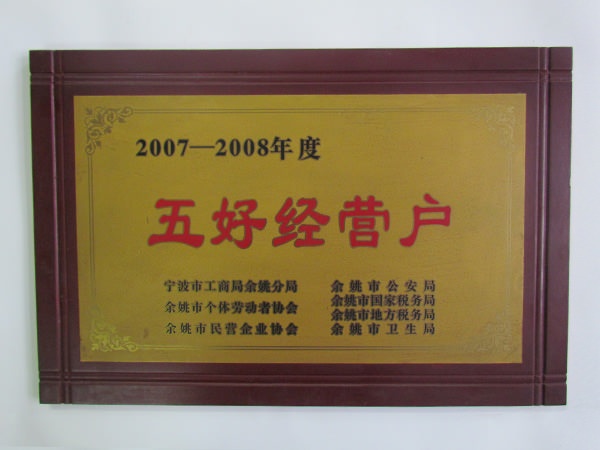 2007—2008年度
五好经营户
宁波市工商局余姚分局
余姚市个体劳动者协会
余姚市民营企业协会
余姚市公安局
余姚市国家税务局
余姚市地方税务局
余姚市卫生局